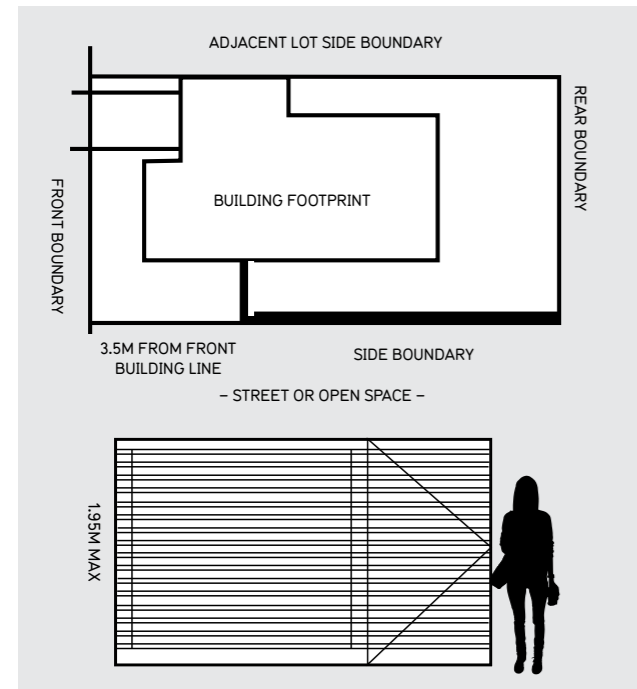 ADJACENT LOT SIDE BOUNDARY
REAR BOUNDARY
FRONT BOUNDARY
BUILDING FOOTPRINT
3.5M FROM FRONT
BUILDING LINE
SIDE BOUNDARY
– STREET OR OPEN SPACE –
1.95M MAX